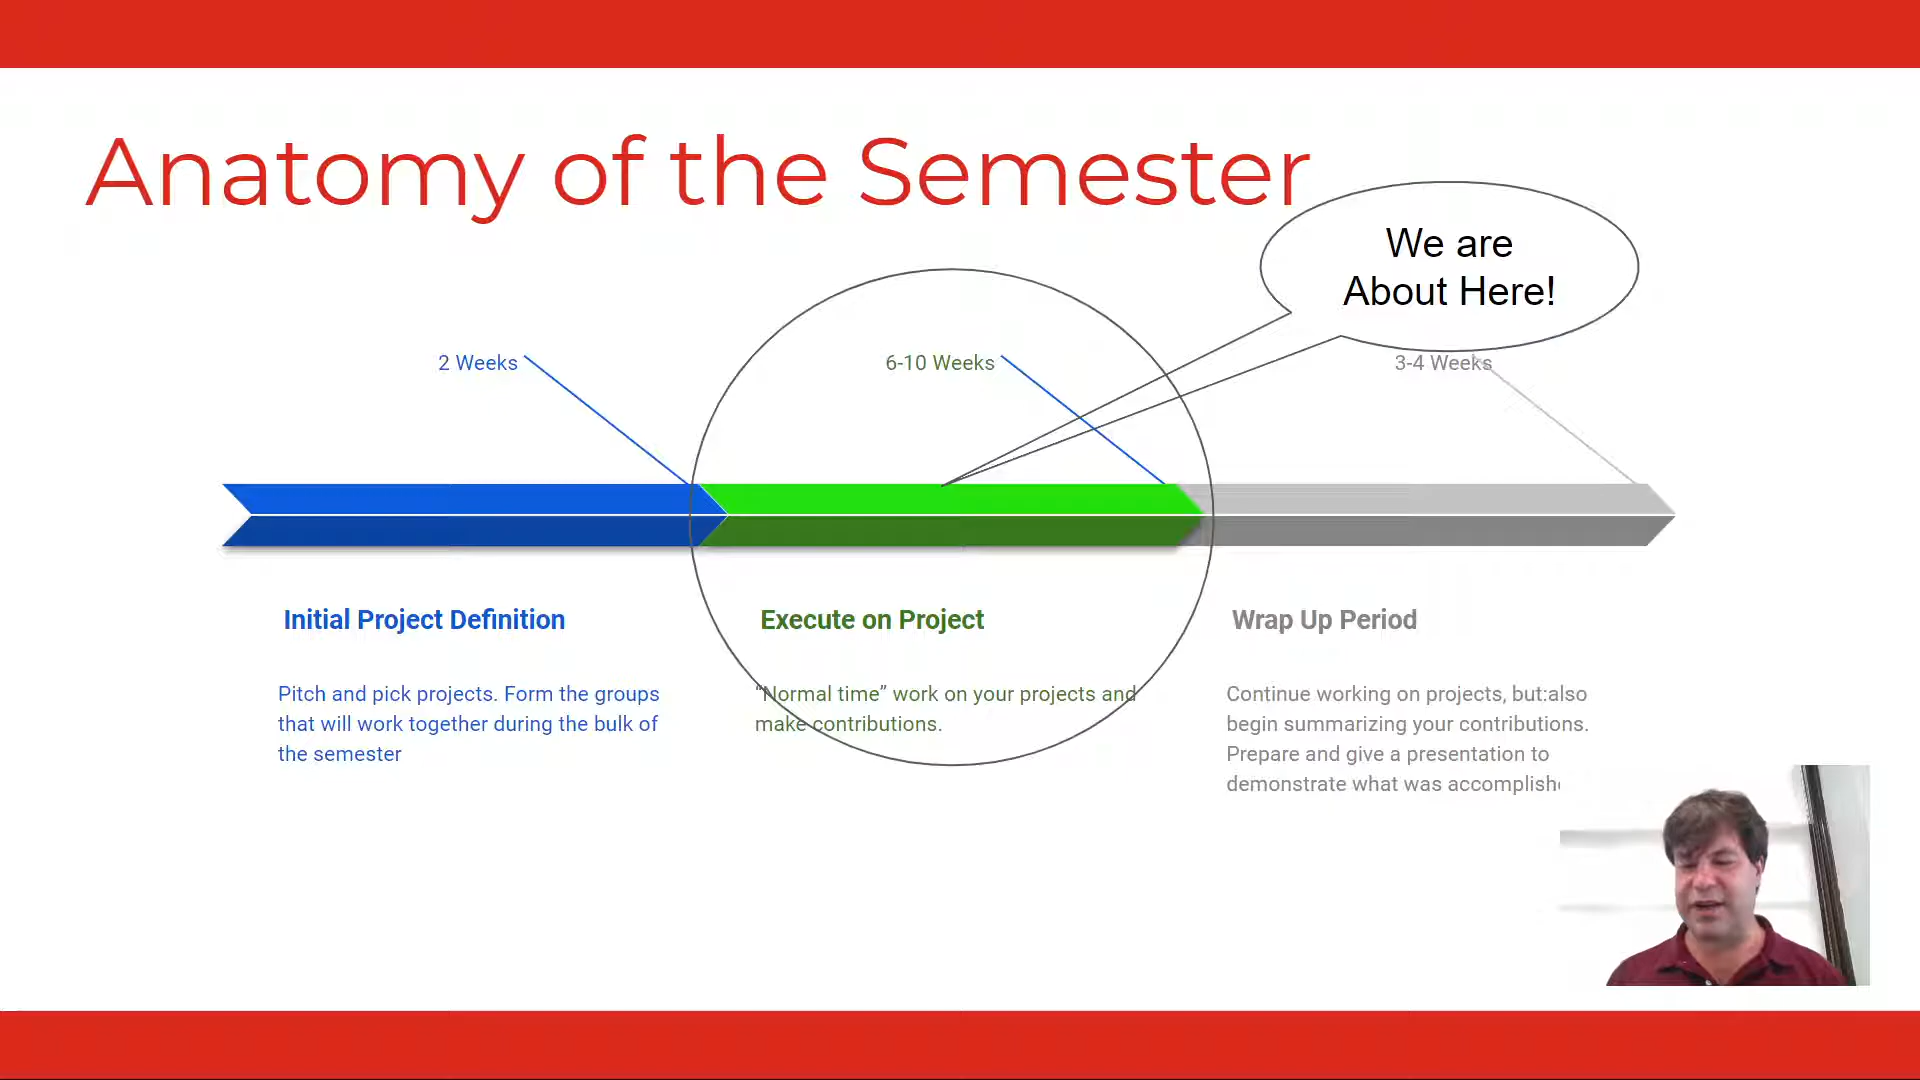 Anatomy of the Semester
We are
About Here!
2 Weeks
6-10 Weeks
3-4 Weeks
Initial Project Definition
Execute on Project
Wrap Up Period
Pitch and pick projects. Form the groups
that will work together during the bulk of
the semester
“Normal time” work on your projects and
make contributions.
Continue working on projects, but:also
begin summarizing your contributions.
Prepare and give a presentation to
demonstrate what was